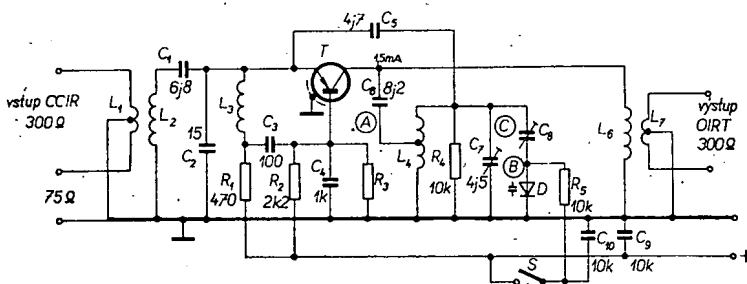 vstup CCIR
300Ω
75Ω
L1
L2
C1
6j8
15
C2
L3
C3
100
R1
470
R2
2k2
C4
1k
R3
T
4j7 C5
1,5mA
C6 8j2
A
L4
R4
10k
C7
4j5
C
C8
B
D
R5
10k
C10
10k
C9
10k
S
L6
L7
výstup
OIRT
300Ω
+